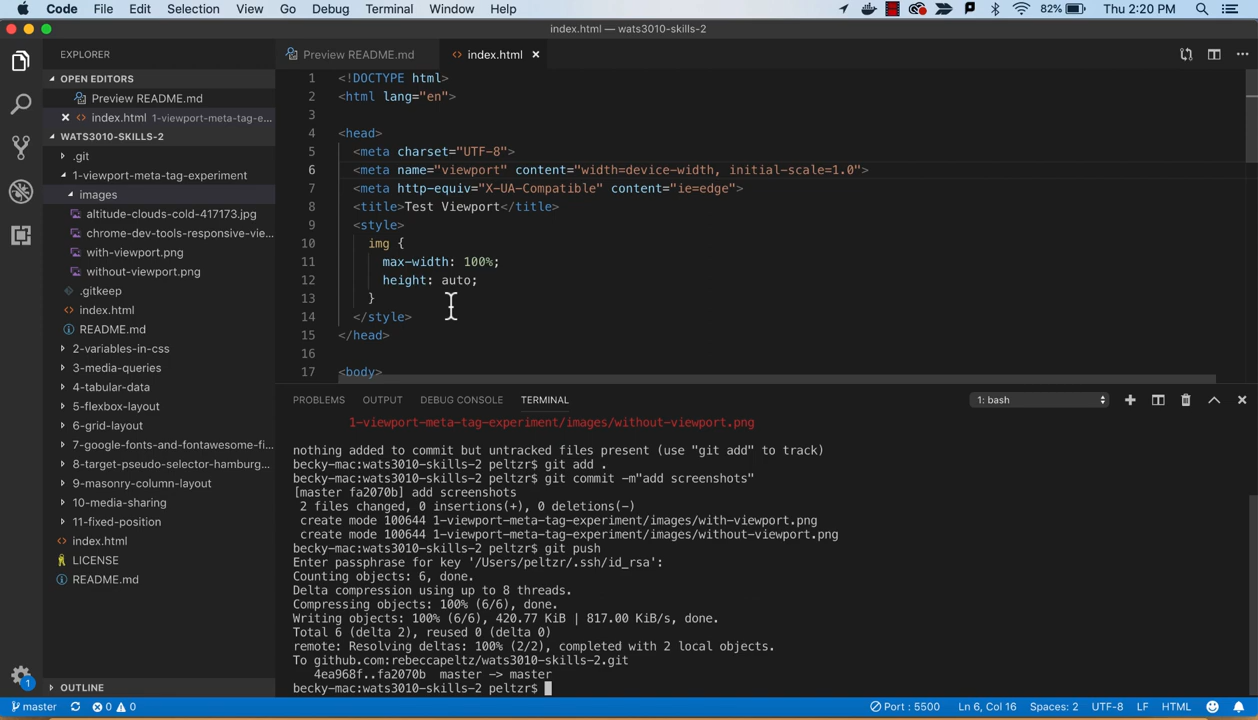 Code File Edit Selection View Go Debug Terminal Window Help 82% Thu 2:20 PM
index.html — wats3010-skills-2
EXPLORER
OPEN EDITORS
Preview README.md
index.html 1-viewport-meta-tag-e...
WATS3010-SKILLS-2
.git
1-viewport-meta-tag-experiment
images
altitude-clouds-cold-417173.jpg
chrome-dev-tools-responsive-vie...
with-viewport.png
without-viewport.png
.gitkeep
index.html
README.md
2-variables-in-css
3-media-queries
4-tabular-data
5-flexbox-layout
6-grid-layout
7-google-fonts-and-fontawesome-fi...
8-target-pseudo-selector-hamburg...
9-masonry-column-layout
10-media-sharing
11-fixed-position
index.html
LICENSE
README.md
OUTLINE
Preview README.md index.html
1 <!DOCTYPE html>
2 <html lang="en">
3
4 <head>
5 <meta charset="UTF-8">
6 <meta name="viewport" content="width=device-width, initial-scale=1.0">
7 <meta http-equiv="X-UA-Compatible" content="ie=edge">
8 <title>Test Viewport</title>
9 <style>
10 img {
11 max-width: 100%;
12 height: auto;
13 }
14 </style>
15 </head>
16
17 <body>
PROBLEMS OUTPUT DEBUG CONSOLE TERMINAL 1: bash
1-viewport-meta-tag-experiment/images/without-viewport.png
nothing added to commit but untracked files present (use "git add" to track)
becky-mac:wats3010-skills-2 peltzr$ git add .
becky-mac:wats3010-skills-2 peltzr$ git commit -m"add screenshots"
[master fa2070b] add screenshots
2 files changed, 0 insertions(+), 0 deletions(-)
create mode 100644 1-viewport-meta-tag-experiment/images/with-viewport.png
create mode 100644 1-viewport-meta-tag-experiment/images/without-viewport.png
becky-mac:wats3010-skills-2 peltzr$ git push
Enter passphrase for key '/Users/peltzr/.ssh/id_rsa':
Counting objects: 6, done.
Delta compression using up to 8 threads.
Compressing objects: 100% (6/6), done.
Writing objects: 100% (6/6), 420.77 KiB | 817.00 KiB/s, done.
Total 6 (delta 2), reused 0 (delta 0)
remote: Resolving deltas: 100% (2/2), completed with 2 local objects.
To github.com:rebeccapeltz/wats3010-skills-2.git
4ea968f..fa2070b master -> master
becky-mac:wats3010-skills-2 peltzr$
1
master 0 0 Port : 5500 Ln 6, Col 16 Spaces: 2 UTF-8 LF HTML